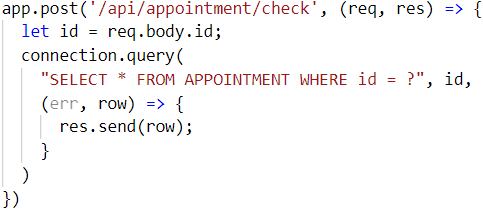 app.post('/api/appointment/check', (req, res) => {
  let id = req.body.id;
  connection.query(
    "SELECT * FROM APPOINTMENT WHERE id = ?", id,
    (err, row) => {
      res.send(row);
    }
  )
})